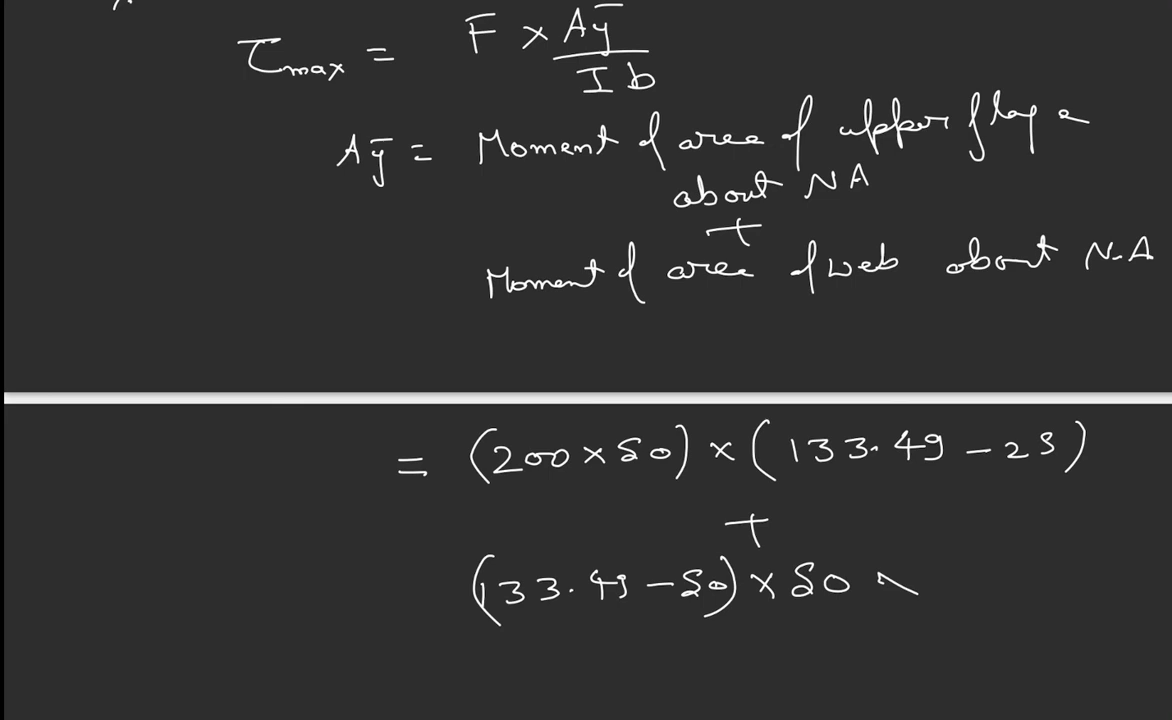 τmax = F × Aȳ / I b
Aȳ = Moment of area of upper flange
about NA
+
Moment of area of web about N.A
= (200 × 50) × (133.49 - 25)
+
(133.49 - 50) × 50 ×